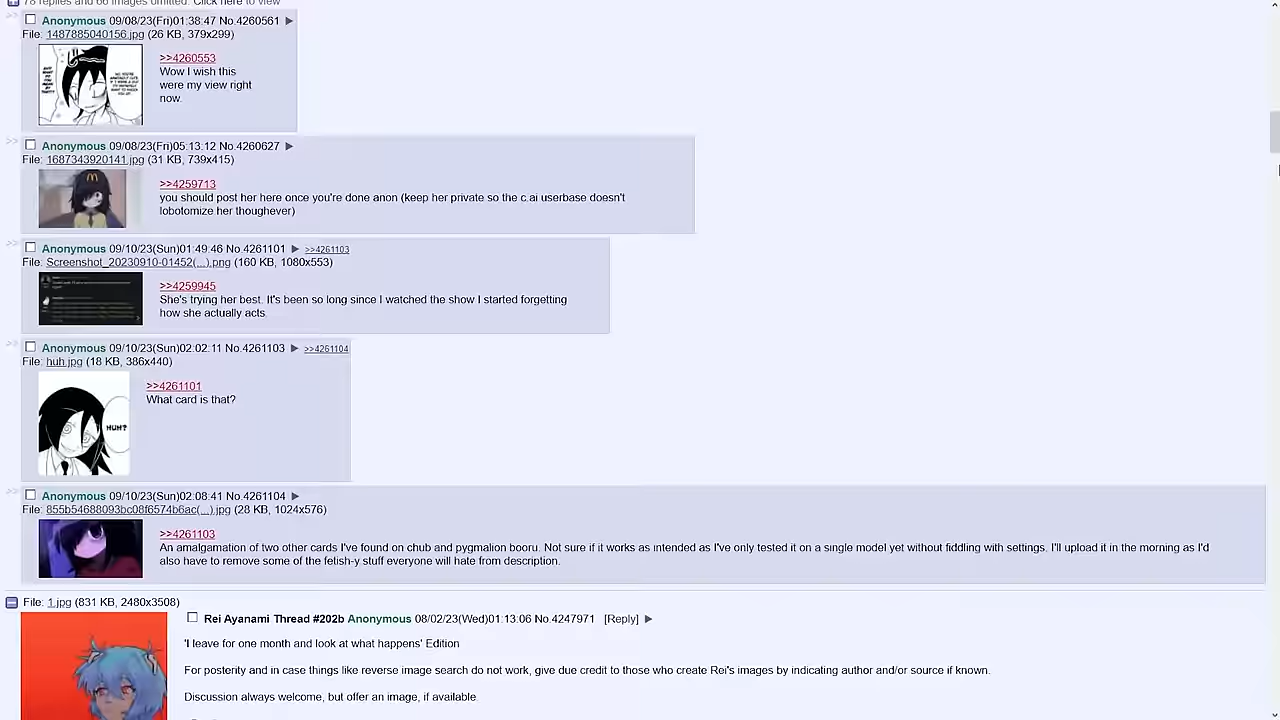 78 replies and 66 images omitted. Click here to view
>> Anonymous 09/08/23(Fri)01:38:47 No.4260561 ▶
File: 1487885040156.jpg (26 KB, 379x299)
>>4260553
Wow I wish this
were my view right
now.
>> Anonymous 09/08/23(Fri)05:13:12 No.4260627 ▶
File: 1687343920141.jpg (31 KB, 739x415)
>>4259713
you should post her here once you're done anon (keep her private so the c.ai userbase doesn't
lobotomize her thoughever)
>> Anonymous 09/10/23(Sun)01:49:46 No.4261101 ▶ >>4261103
File: Screenshot_20230910-01452(...).png (160 KB, 1080x553)
She's trying her best. It's been so long since I watched the show I started forgetting
how she actually acts.
>> Anonymous 09/10/23(Sun)02:02:11 No.4261103 ▶ >>4261104
File: huh.jpg (18 KB, 386x440)
>>4261101
What card is that?
HUH?
>> Anonymous 09/10/23(Sun)02:08:41 No.4261104 ▶
File: 855b54688093bc08f6574b6ac(...).jpg (28 KB, 1024x576)
>>4261103
An amalgamation of two other cards I've found on chub and pygmalion booru. Not sure if it works as intended as I've only tested it on a single model yet without fiddling with settings. I'll upload it in the morning as I'd
also have to remove some of the fetish-y stuff everyone will hate from description.
File: 1.jpg (831 KB, 2480x3508)
Rei Ayanami Thread #202b Anonymous 08/02/23(Wed)01:13:06 No.4247971 [Reply] ▶
'I leave for one month and look at what happens' Edition
For posterity and in case things like reverse image search do not work, give due credit to those who create Rei's images by indicating author and/or source if known.
Discussion always welcome, but offer an image, if available.